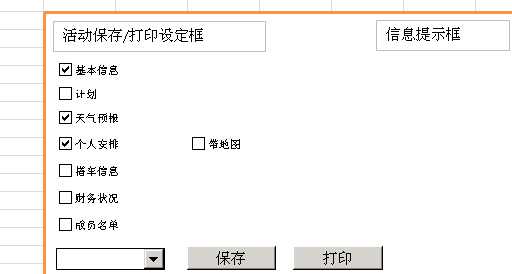 活动保存/打印设定框 信息提示框
基本信息
计划
天气预报
个人安排 带地图
搭车信息
财务状况
成员名单
保存 打印